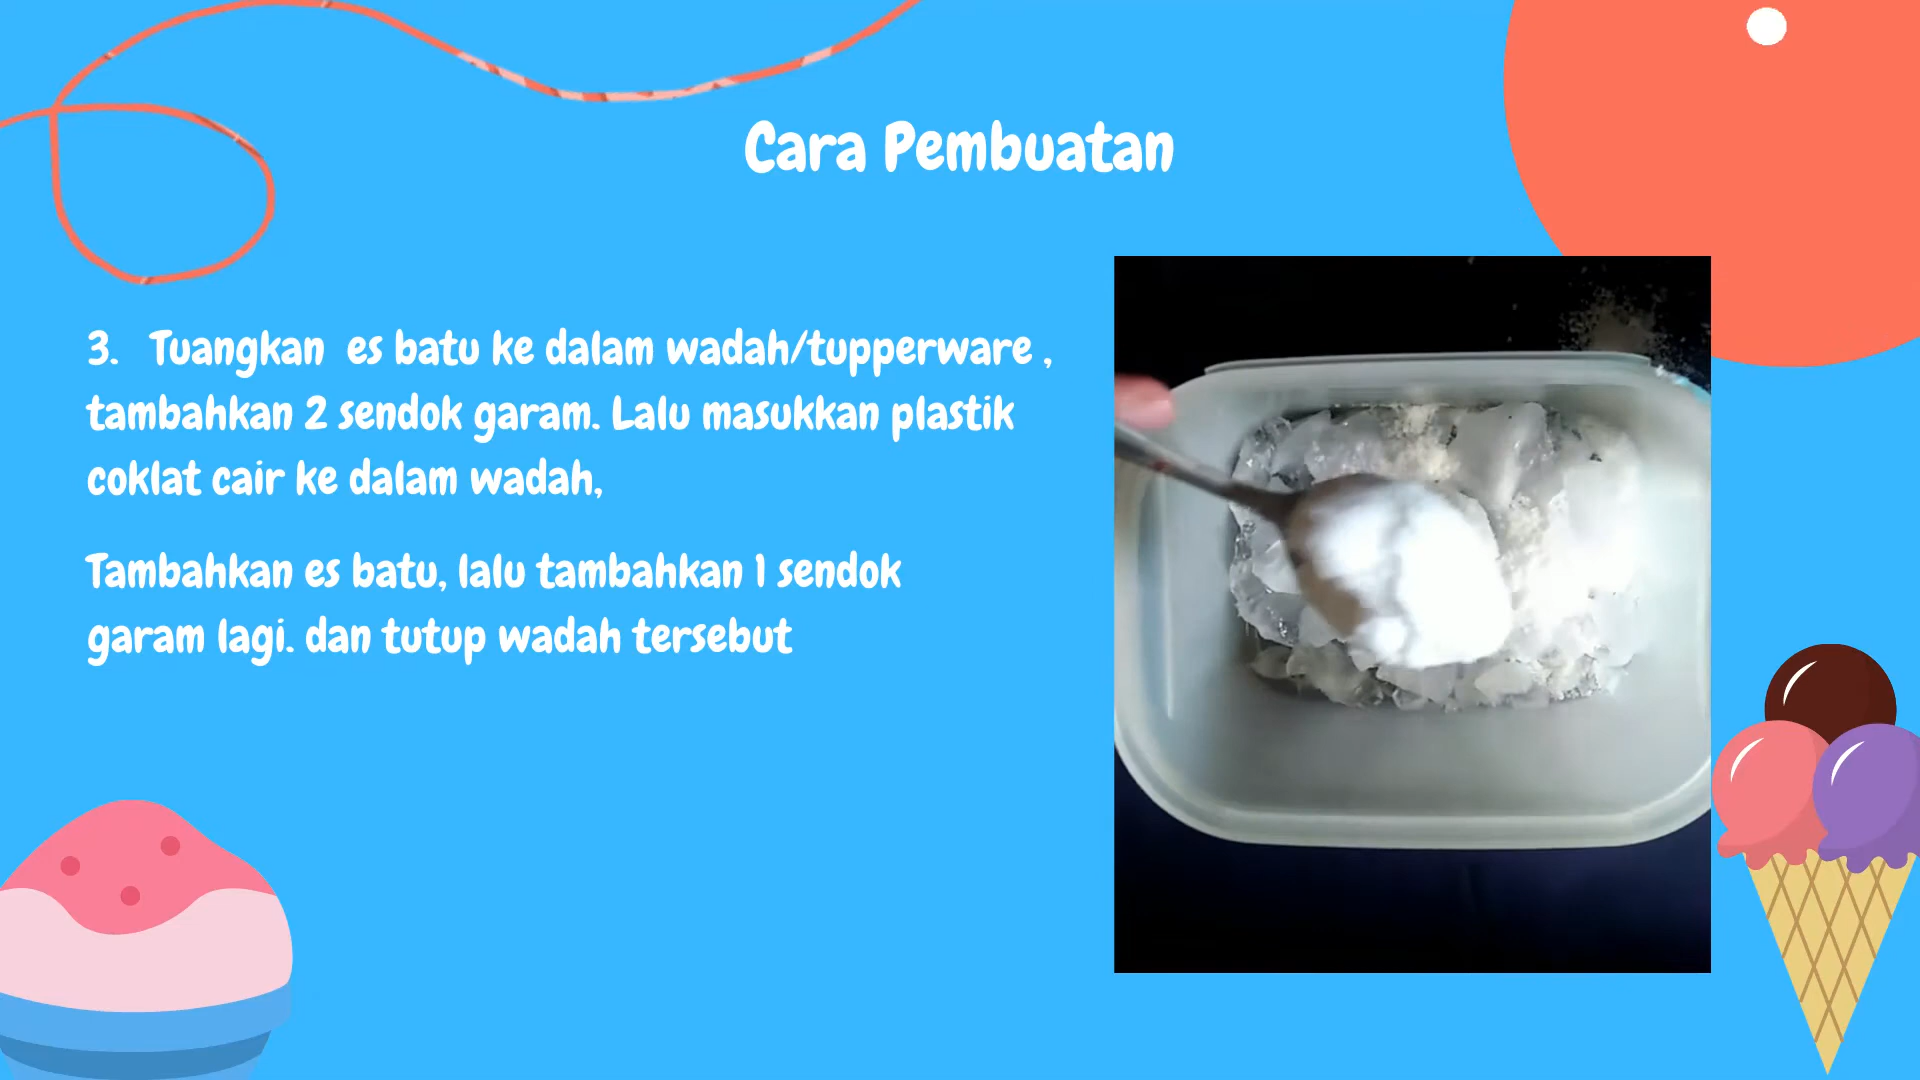 Cara Pembuatan
3. Tuangkan es batu ke dalam wadah/tupperware ,
tambahkan 2 sendok garam. Lalu masukkan plastik
coklat cair ke dalam wadah,
Tambahkan es batu, lalu tambahkan 1 sendok
garam lagi. dan tutup wadah tersebut